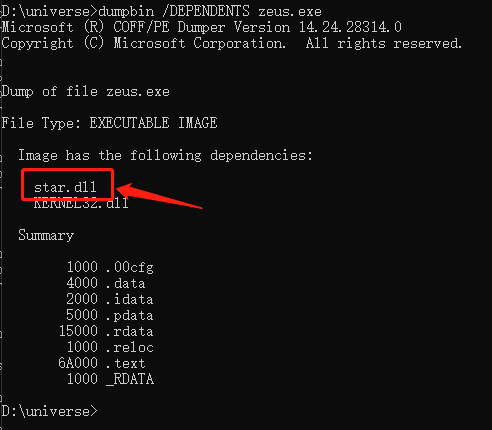 D:\universe>dumpbin /DEPENDENTS zeus.exe
Microsoft (R) COFF/PE Dumper Version 14.24.28314.0
Copyright (C) Microsoft Corporation.  All rights reserved.
Dump of file zeus.exe
File Type: EXECUTABLE IMAGE
Image has the following dependencies:
star.dll
KERNEL32.dll
Summary
1000 .00cfg
4000 .data
2000 .idata
5000 .pdata
15000 .rdata
1000 .reloc
6A000 .text
1000 _RDATA
D:\universe>